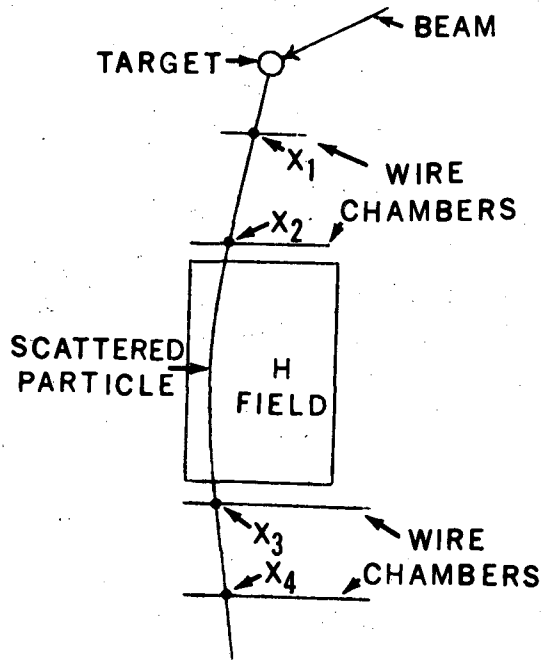 BEAM
TARGET
X1
WIRE
CHAMBERS
X2
SCATTERED
PARTICLE
H
FIELD
X3
WIRE
CHAMBERS
X4